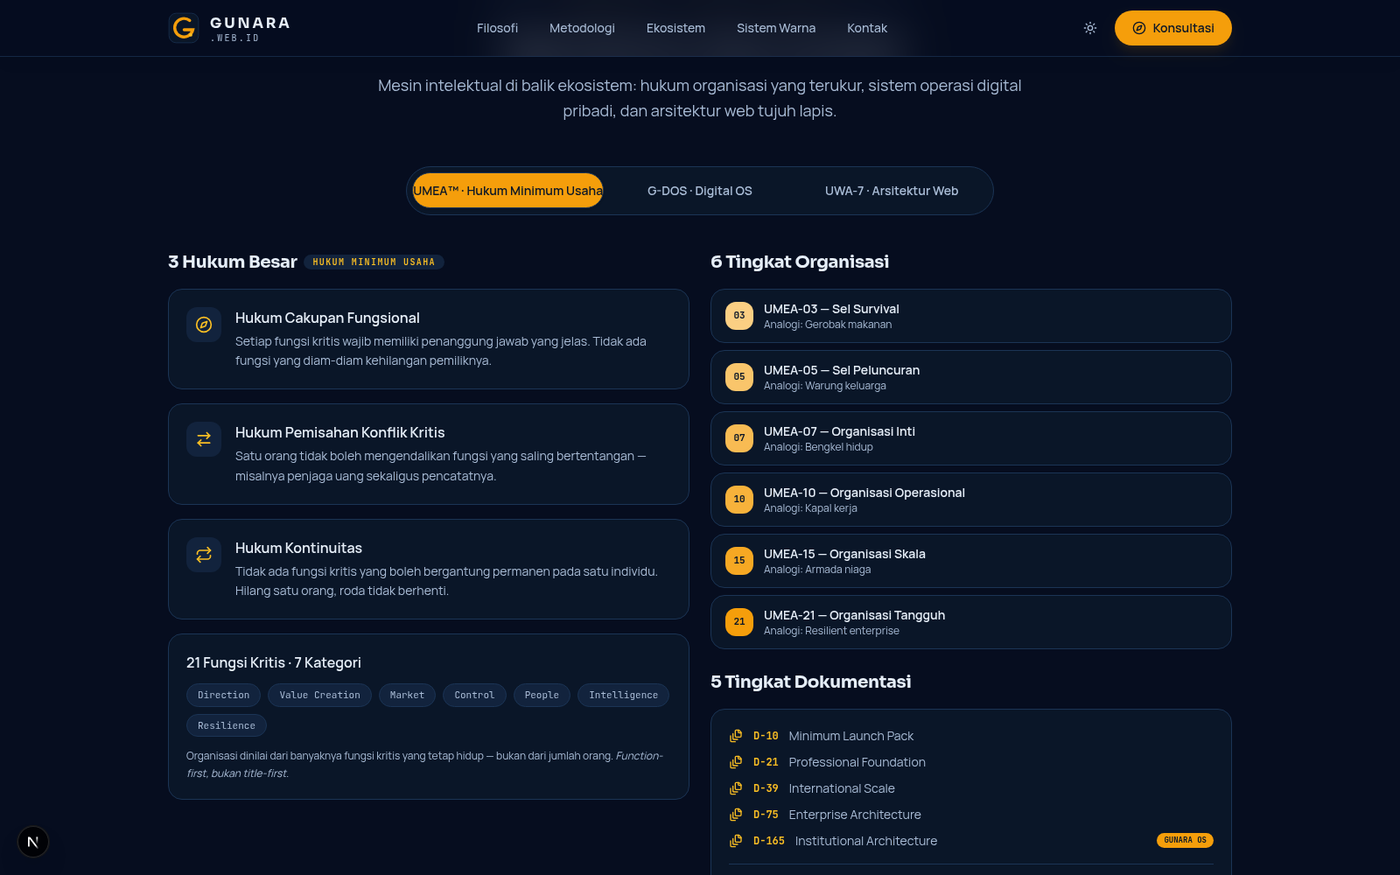 GUNARA
.WEB.ID
Filosofi
Metodologi
Ekosistem
Sistem Warna
Kontak
Konsultasi
Mesin intelektual di balik ekosistem: hukum organisasi yang terukur, sistem operasi digital
pribadi, dan arsitektur web tujuh lapis.
UMEA™ · Hukum Minimum Usaha
G-DOS · Digital OS
UWA-7 · Arsitektur Web
3 Hukum Besar
HUKUM MINIMUM USAHA
Hukum Cakupan Fungsional
Setiap fungsi kritis wajib memiliki penanggung jawab yang jelas. Tidak ada
fungsi yang diam-diam kehilangan pemiliknya.
Hukum Pemisahan Konflik Kritis
Satu orang tidak boleh mengendalikan fungsi yang saling bertentangan —
misalnya penjaga uang sekaligus pencatatnya.
Hukum Kontinuitas
Tidak ada fungsi kritis yang boleh bergantung permanen pada satu individu.
Hilang satu orang, roda tidak berhenti.
21 Fungsi Kritis · 7 Kategori
Direction
Value Creation
Market
Control
People
Intelligence
Resilience
Organisasi dinilai dari banyaknya fungsi kritis yang tetap hidup — bukan dari jumlah orang. Function-
first, bukan title-first.
6 Tingkat Organisasi
03
UMEA-03 — Sel Survival
Analogi: Gerobak makanan
05
UMEA-05 — Sel Peluncuran
Analogi: Warung keluarga
07
UMEA-07 — Organisasi Inti
Analogi: Bengkel hidup
10
UMEA-10 — Organisasi Operasional
Analogi: Kapal kerja
15
UMEA-15 — Organisasi Skala
Analogi: Armada niaga
21
UMEA-21 — Organisasi Tangguh
Analogi: Resilient enterprise
5 Tingkat Dokumentasi
D-10 Minimum Launch Pack
D-21 Professional Foundation
D-39 International Scale
D-75 Enterprise Architecture
D-165 Institutional Architecture
GUNARA OS